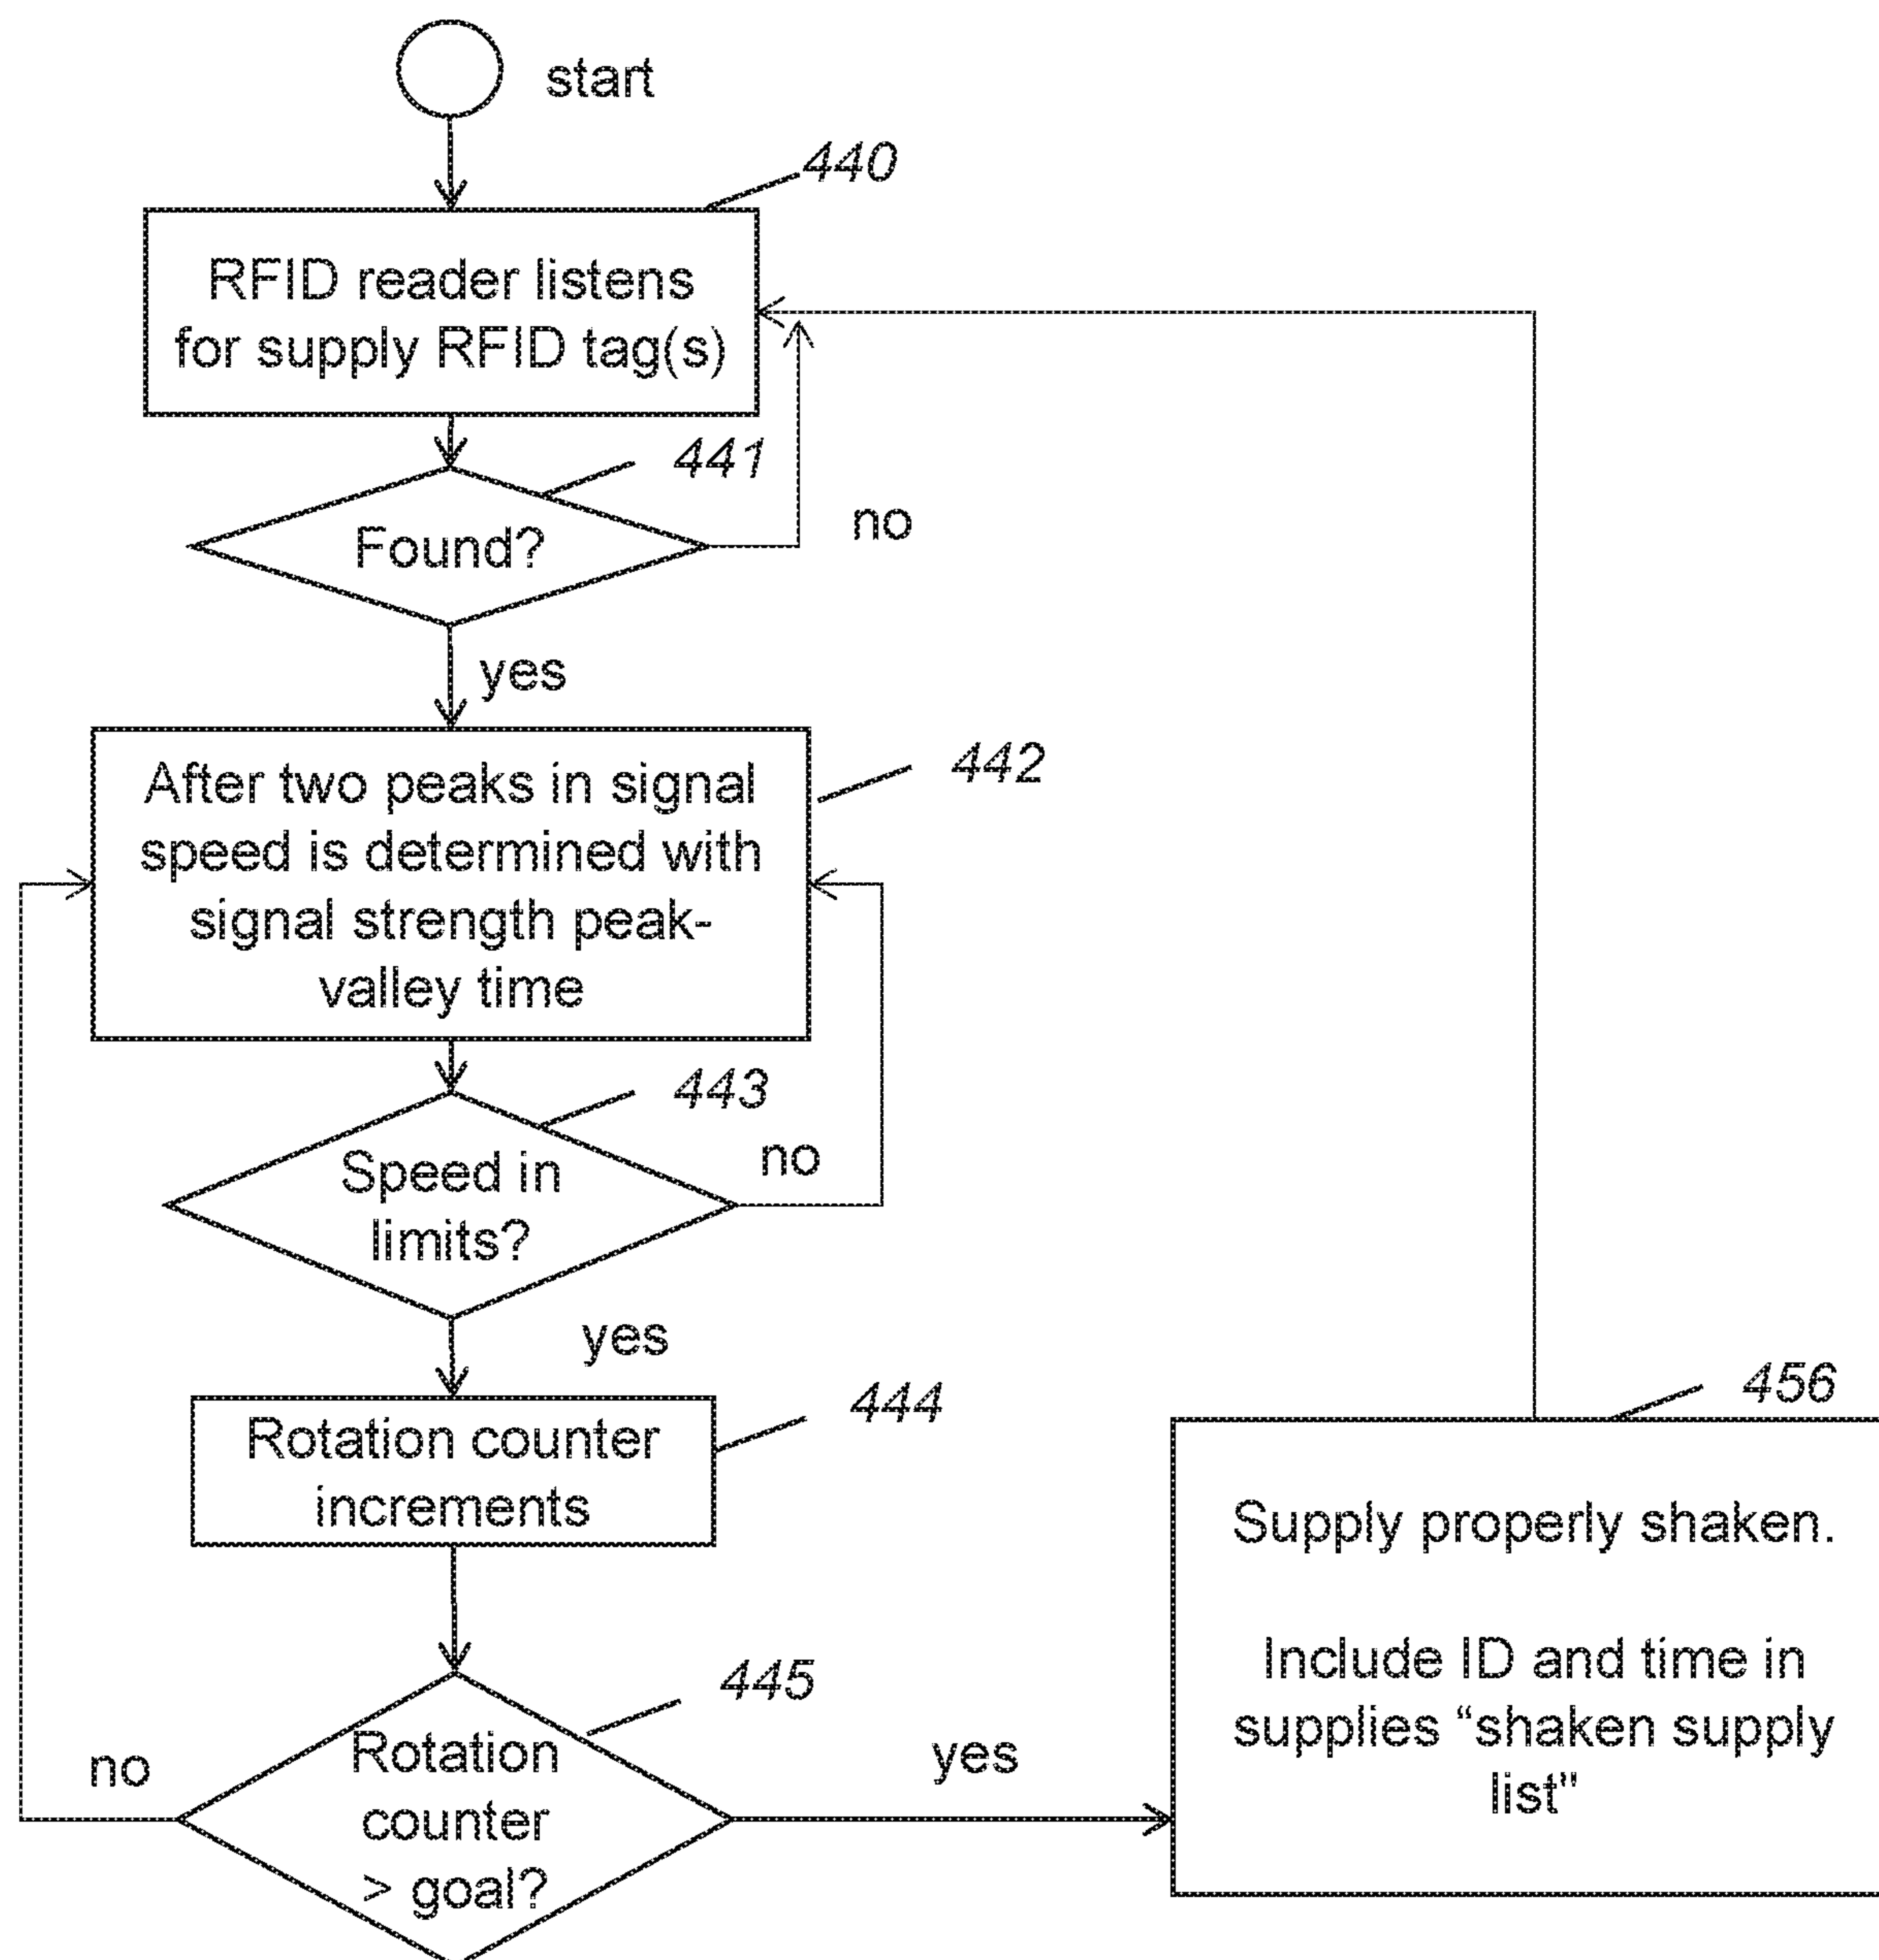 start
440
RFID reader listens
for supply RFID tag(s)
441
Found?
no
yes
442
After two peaks in signal
speed is determined with
signal strength peak-
valley time
443
Speed in
limits?
no
yes
444
Rotation counter
increments
445
Rotation
counter
> goal?
no
yes
456
Supply properly shaken.
Include ID and time in
supplies “shaken supply
list"